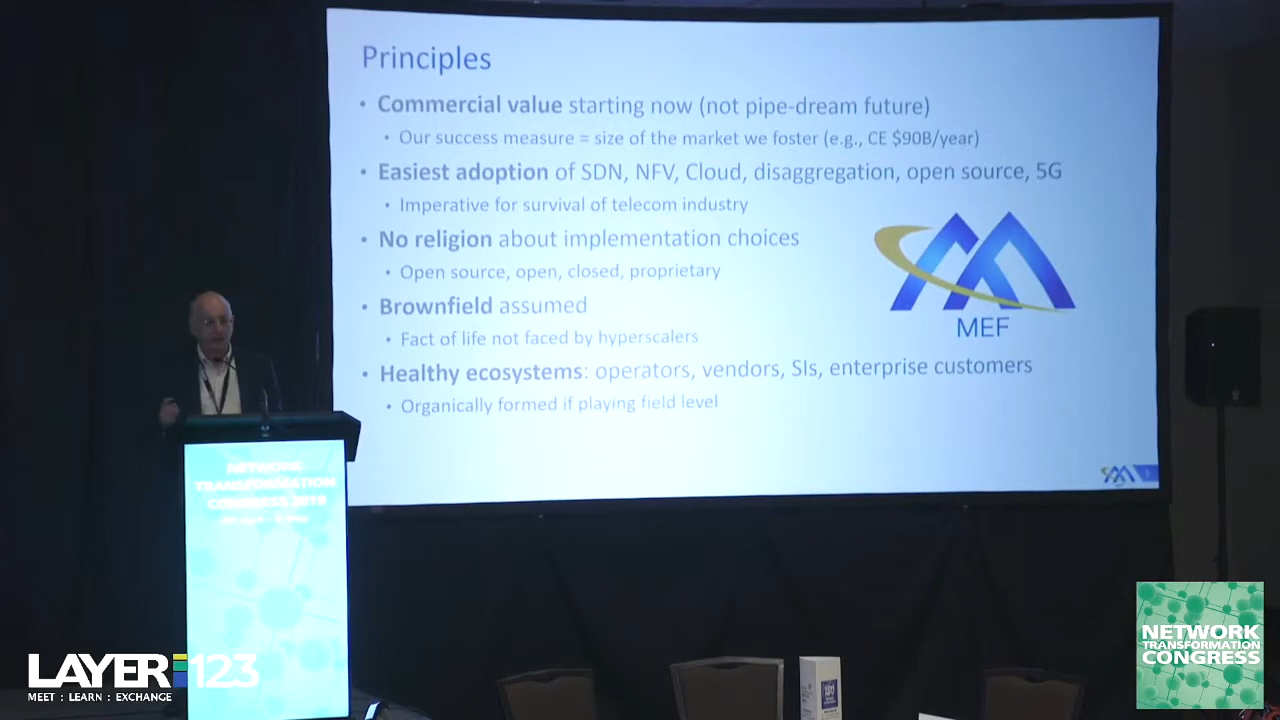 Principles
• Commercial value starting now (not pipe-dream future)
• Our success measure = size of the market we foster (e.g., CE $90B/year)
• Easiest adoption of SDN, NFV, Cloud, disaggregation, open source, 5G
• Imperative for survival of telecom industry
• No religion about implementation choices
• Open source, open, closed, proprietary
• Brownfield assumed
• Fact of life not faced by hyperscalers
• Healthy ecosystems: operators, vendors, SIs, enterprise customers
• Organically formed if playing field level
MEF
NETWORK
TRANSFORMATION
CONGRESS 2019
LAYER123
MEET : LEARN : EXCHANGE
NETWORK
TRANSFORMATION
CONGRESS